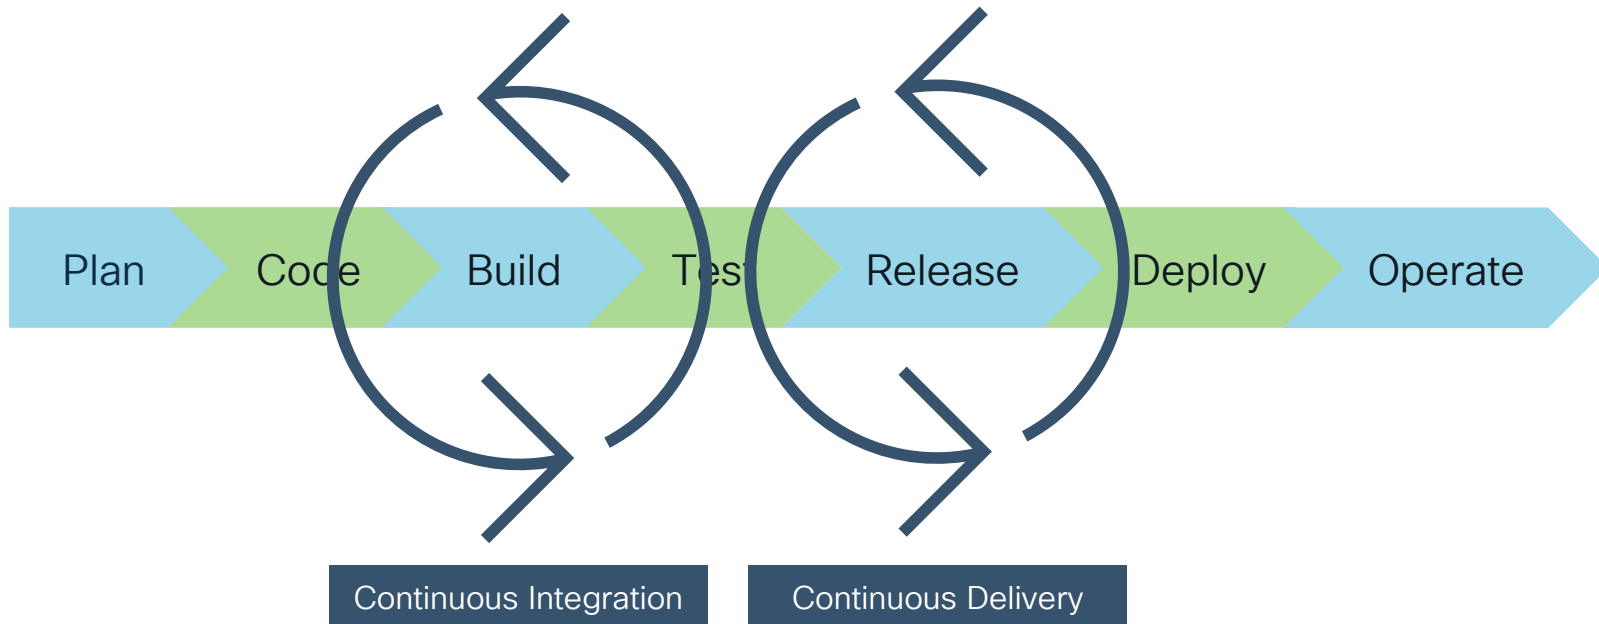 Plan
Code
Build
Test
Release
Deploy
Operate
Continuous Integration
Continuous Delivery